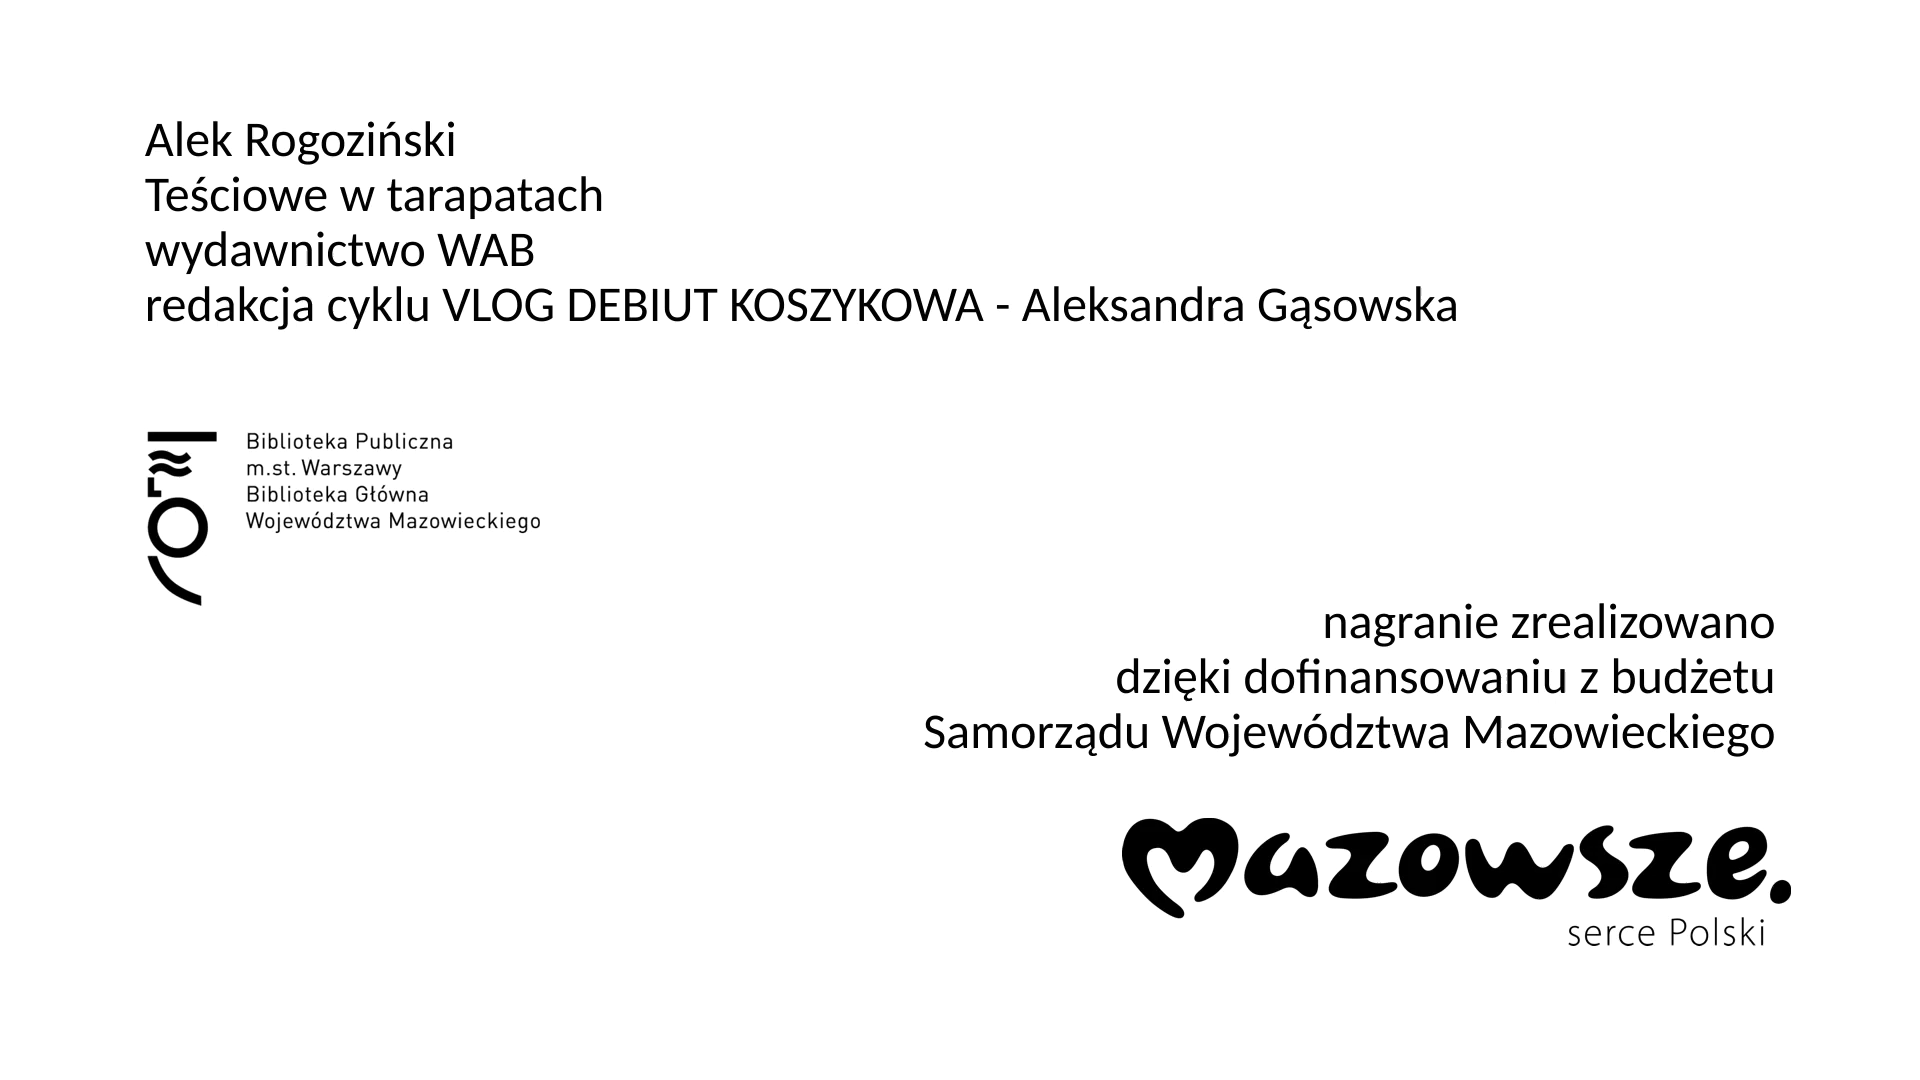 Alek Rogoziński
Teściowe w tarapatach
wydawnictwo WAB
redakcja cyklu VLOG DEBIUT KOSZYKOWA - Aleksandra Gąsowska
Biblioteka Publiczna
m.st. Warszawy
Biblioteka Główna
Województwa Mazowieckiego
nagranie zrealizowano
dzięki dofinansowaniu z budżetu
Samorządu Województwa Mazowieckiego
Mazowsze.
serce Polski